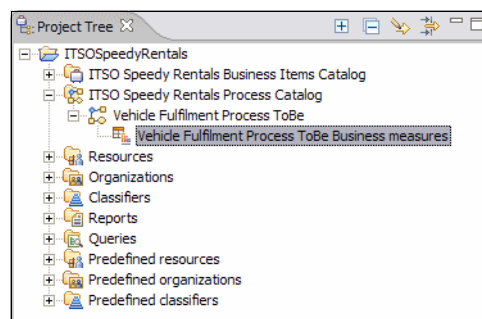 Project Tree
ITSOSpeedyRentals
ITSO Speedy Rentals Business Items Catalog
ITSO Speedy Rentals Process Catalog
Vehicle Fulfilment Process ToBe
Vehicle Fulfilment Process ToBe Business measures
Resources
Organizations
Classifiers
Reports
Queries
Predefined resources
Predefined organizations
Predefined classifiers